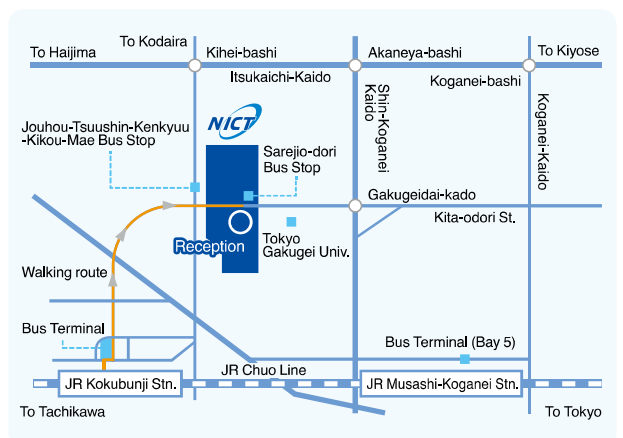 To Haijima
To Kodaira
Kihei-bashi
Akaneya-bashi
To Kiyose
Itsukaichi-Kaido
Koganei-bashi
Shin-Koganei
Kaido
Koganei-Kaido
NICT
Jouhou-Tsuushin-Kenkyuu
-Kikou-Mae Bus Stop
Sarejio-dori
Bus Stop
Gakugeidai-kado
Kita-odori St.
Reception
Tokyo
Gakugei Univ.
Walking route
Bus Terminal
Bus Terminal (Bay 5)
JR Chuo Line
JR Kokubunji Stn.
JR Musashi-Koganei Stn.
To Tachikawa
To Tokyo